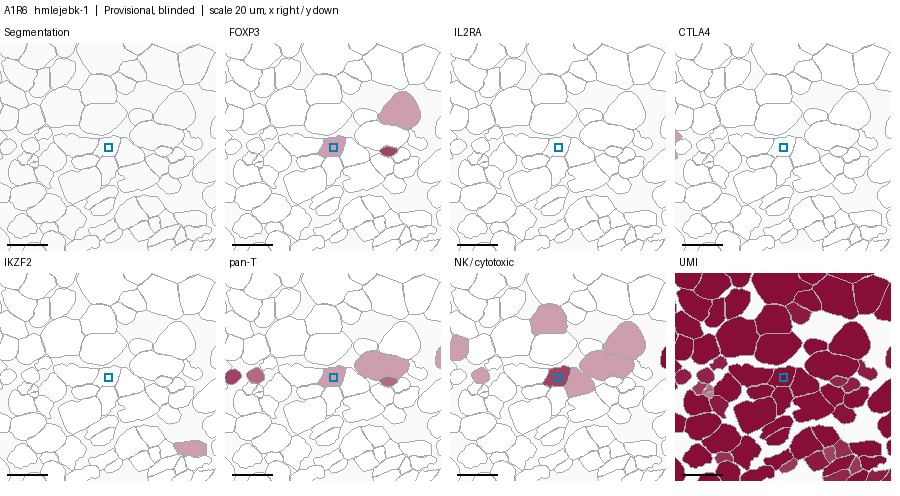 A1R6 hmlejebk-1 | Provisional, blinded | scale 20 um, x right / y down
Segmentation FOXP3 IL2RA CTLA4
IKZF2 pan-T NK / cytotoxic UMI